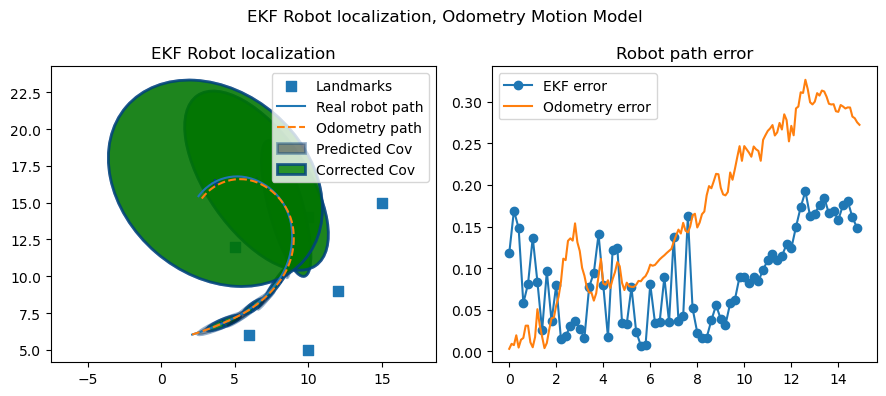 EKF Robot localization, Odometry Motion Model
EKF Robot localization
Landmarks
Real robot path
Odometry path
Predicted Cov
Corrected Cov
22.5
20.0
17.5
15.0
12.5
10.0
7.5
5.0
−5
0
5
10
15
Robot path error
EKF error
Odometry error
0.30
0.25
0.20
0.15
0.10
0.05
0.00
0
2
4
6
8
10
12
14